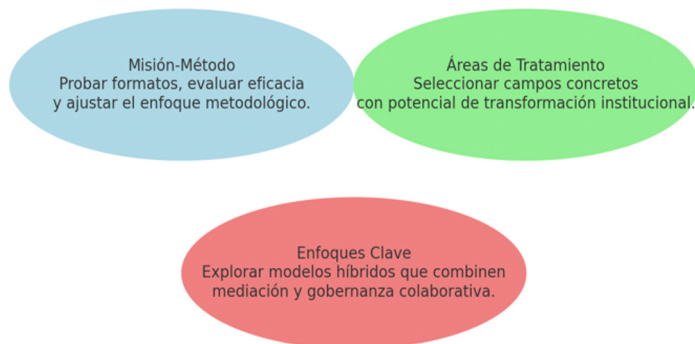 Misión-Método
Probar formatos, evaluar eficacia
y ajustar el enfoque metodológico.
Áreas de Tratamiento
Seleccionar campos concretos
con potencial de transformación institucional.
Enfoques Clave
Explorar modelos híbridos que combinen
mediación y gobernanza colaborativa.